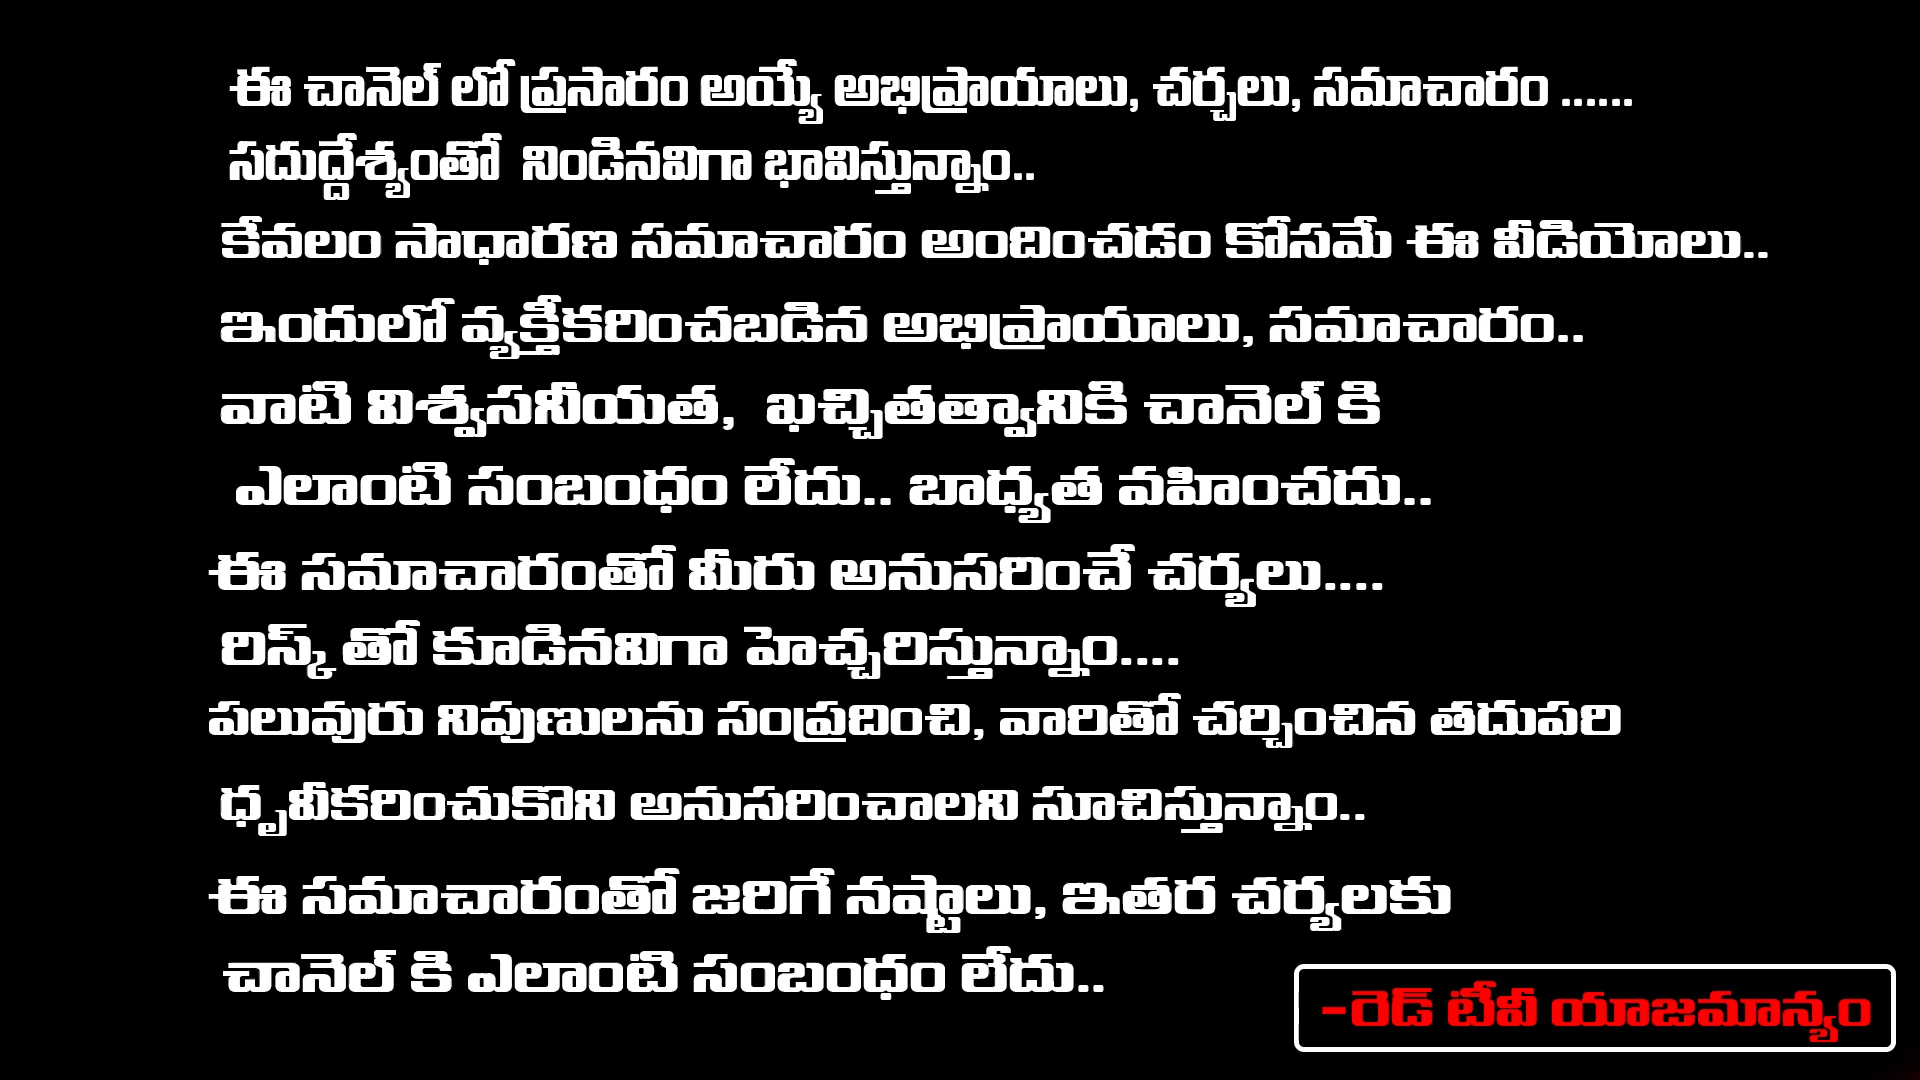 ఈ చానెల్ లో ప్రసారం అయ్యే అభిప్రాయాలు, చర్చలు, సమాచారం ......
సదుద్దేశ్యంతో నిండినవిగా భావిస్తున్నాం..
కేవలం సాధారణ సమాచారం అందించడం కోసమే ఈ వీడియోలు..
ఇందులో వ్యక్తీకరించబడిన అభిప్రాయాలు, సమాచారం..
వాటి విశ్వసనీయత, ఖచ్చితత్వానికి చానెల్ కి
ఎలాంటి సంబంధం లేదు.. బాధ్యత వహించదు..
ఈ సమాచారంతో మీరు అనుసరించే చర్యలు....
రిస్క్ తో కూడినవిగా హెచ్చరిస్తున్నాం....
పలువురు నిపుణులను సంప్రదించి, వారితో చర్చించిన తదుపరి
ధృవీకరించుకొని అనుసరించాలని సూచిస్తున్నాం..
ఈ సమాచారంతో జరిగే నష్టాలు, ఇతర చర్యలకు
చానెల్ కి ఎలాంటి సంబంధం లేదు..
-రెడ్ టీవీ యాజమాన్యం